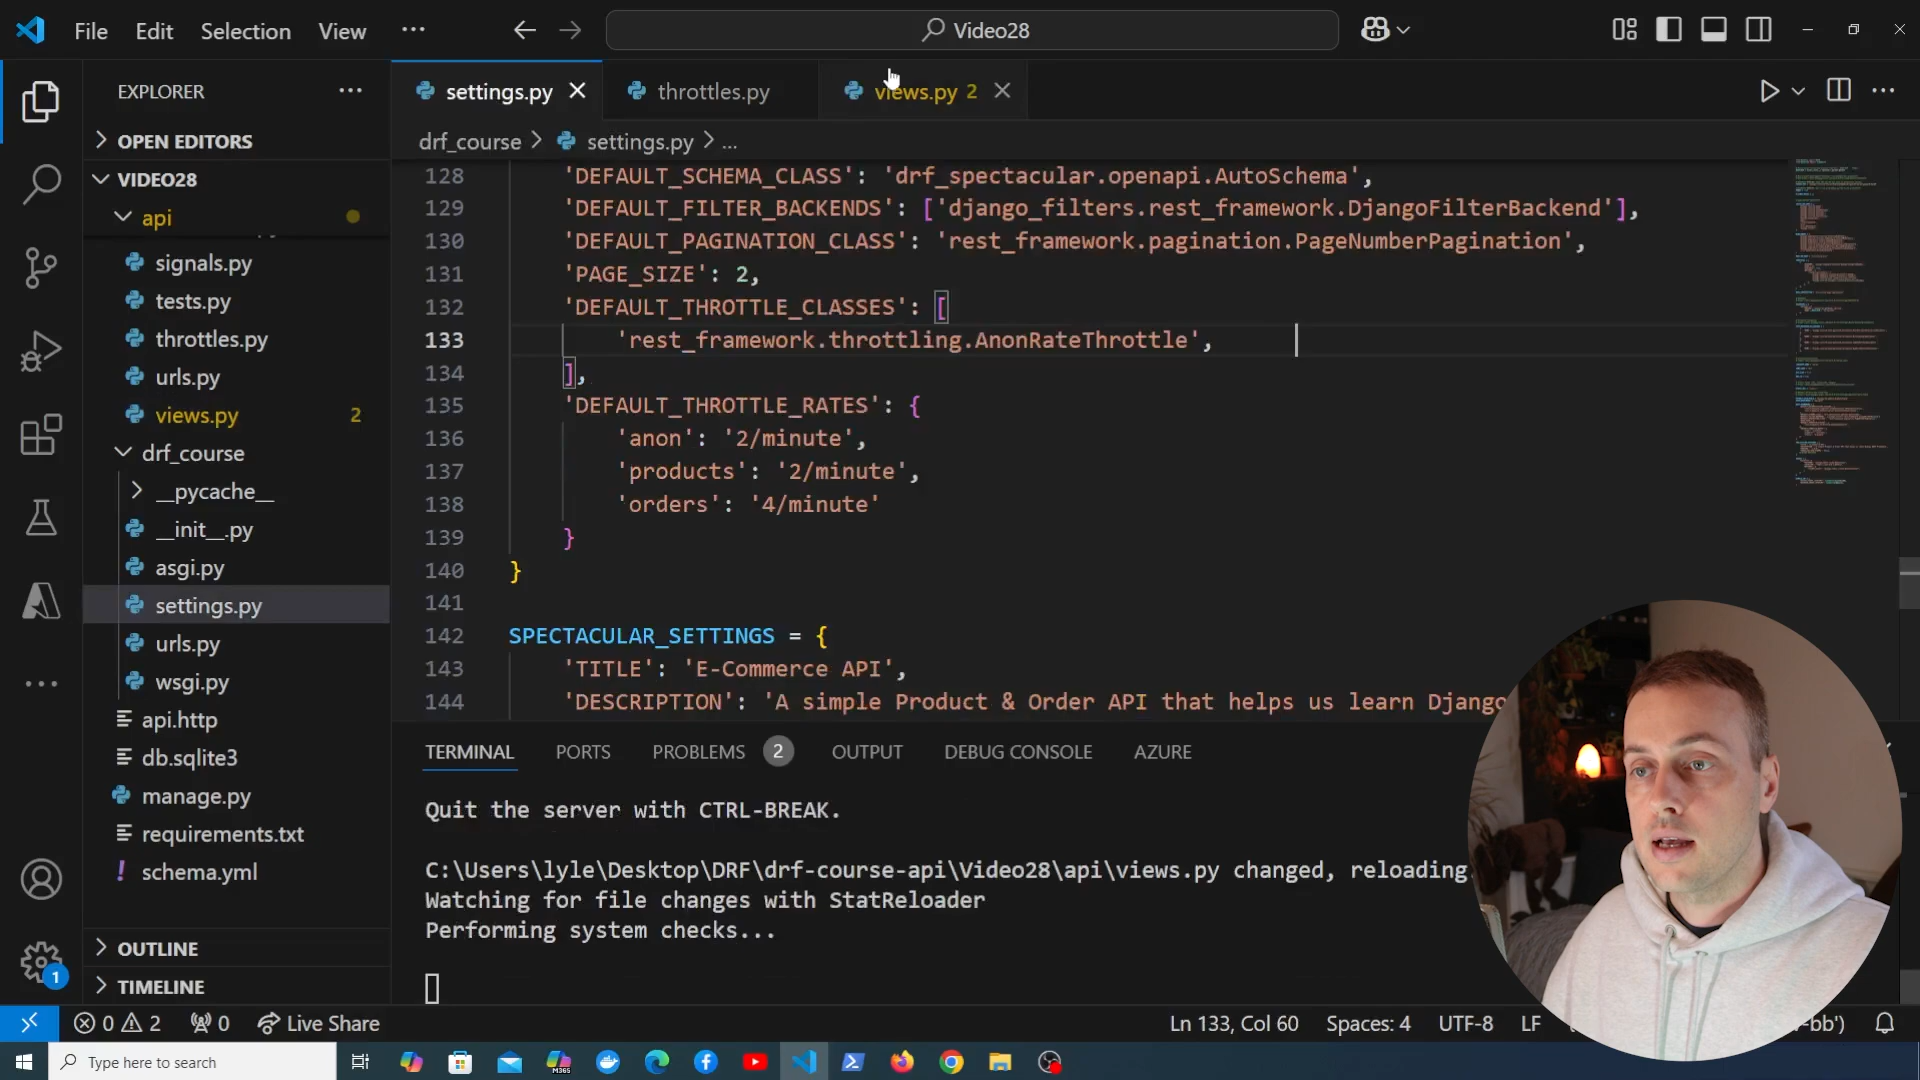 File Edit Selection View ··· Video28
EXPLORER ···
OPEN EDITORS
VIDEO28
api
signals.py
tests.py
throttles.py
urls.py
views.py 2
drf_course
__pycache__
__init__.py
asgi.py
settings.py
urls.py
wsgi.py
api.http
db.sqlite3
manage.py
requirements.txt
! schema.yml
OUTLINE
TIMELINE
settings.py throttles.py views.py 2
drf_course > settings.py > ...
128 'DEFAULT_SCHEMA_CLASS': 'drf_spectacular.openapi.AutoSchema',
129 'DEFAULT_FILTER_BACKENDS': ['django_filters.rest_framework.DjangoFilterBackend'],
130 'DEFAULT_PAGINATION_CLASS': 'rest_framework.pagination.PageNumberPagination',
131 'PAGE_SIZE': 2,
132 'DEFAULT_THROTTLE_CLASSES': [
133 'rest_framework.throttling.AnonRateThrottle',
134 ],
135 'DEFAULT_THROTTLE_RATES': {
136 'anon': '2/minute',
137 'products': '2/minute',
138 'orders': '4/minute'
139 }
140 }
141
142 SPECTACULAR_SETTINGS = {
143 'TITLE': 'E-Commerce API',
144 'DESCRIPTION': 'A simple Product & Order API that helps us learn Django
TERMINAL PORTS PROBLEMS 2 OUTPUT DEBUG CONSOLE AZURE
Quit the server with CTRL-BREAK.
C:\Users\lyle\Desktop\DRF\drf-course-api\Video28\api\views.py changed, reloading.
Watching for file changes with StatReloader
Performing system checks...
1
0 2 0 Live Share Ln 133, Col 60 Spaces: 4 UTF-8 LF -bb')
Type here to search M365